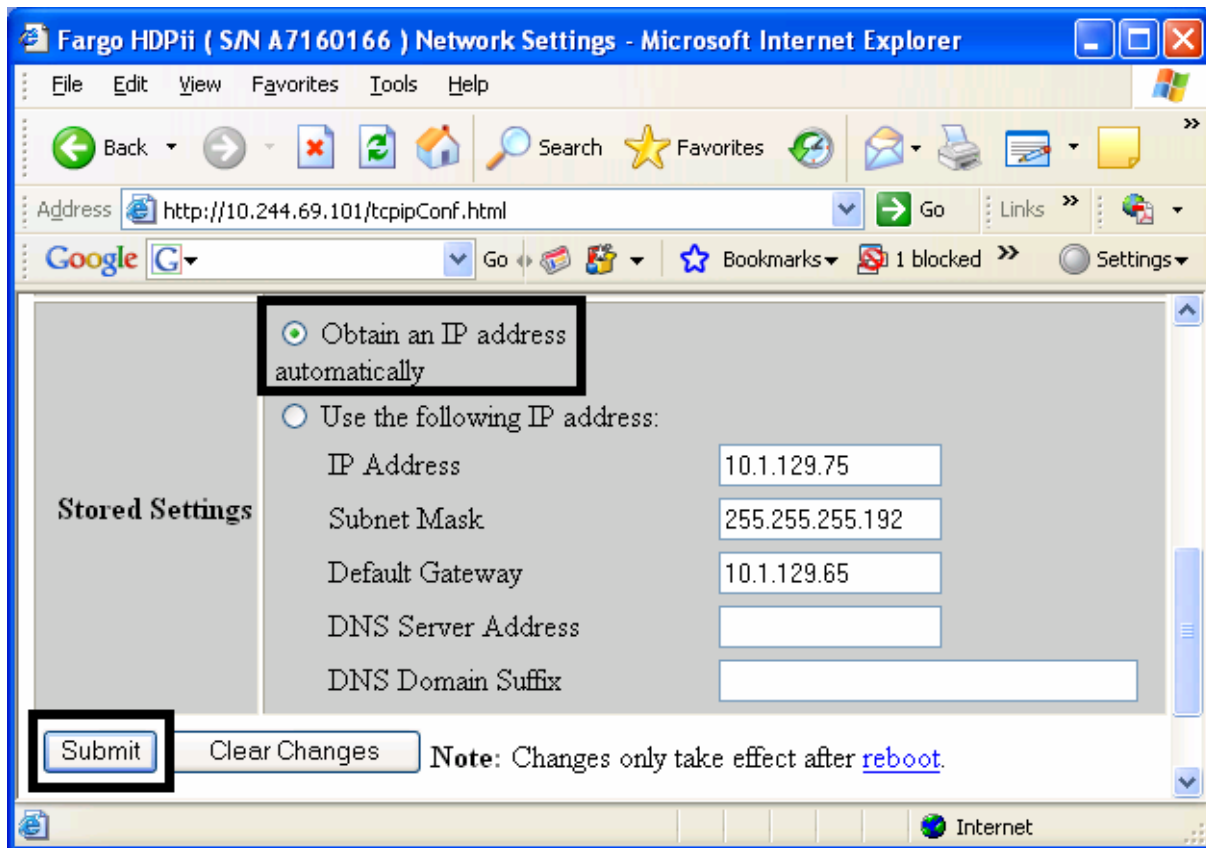 Fargo HDPii ( S/N A7160166 ) Network Settings - Microsoft Internet Explorer
File Edit View Favorites Tools Help
Back Search Favorites
Address http://10.244.69.101/tcpipConf.html Go Links
Google G Go Bookmarks 1 blocked Settings
Obtain an IP address
automatically
Use the following IP address:
IP Address 10.1.129.75
Stored Settings
Subnet Mask 255.255.255.192
Default Gateway 10.1.129.65
DNS Server Address
DNS Domain Suffix
Submit Clear Changes Note: Changes only take effect after reboot.
Internet